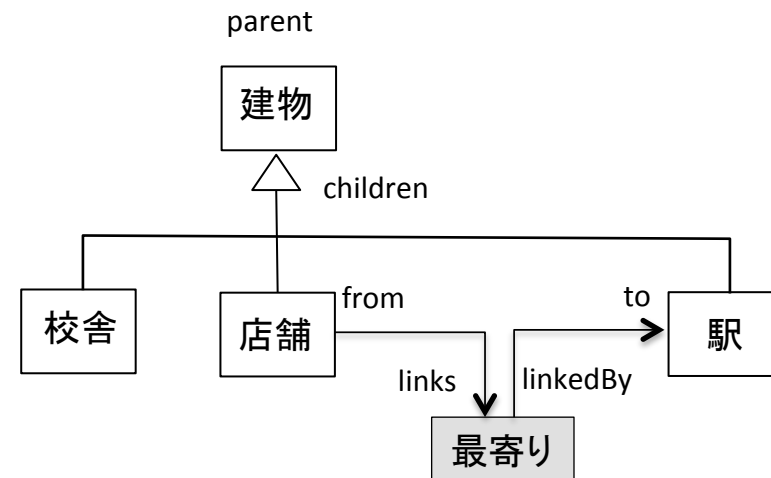 parent
建物
children
校舎
店舗
from
to
駅
links
linkedBy
最寄り